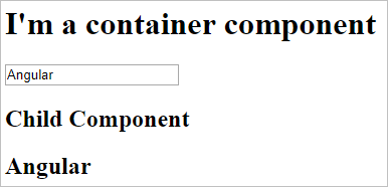 I'm a container component
Angular
Child Component
Angular